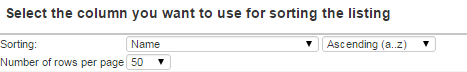 Select the column you want to use for sorting the listing
Sorting: Name Ascending (a..z)
Number of rows per page 50